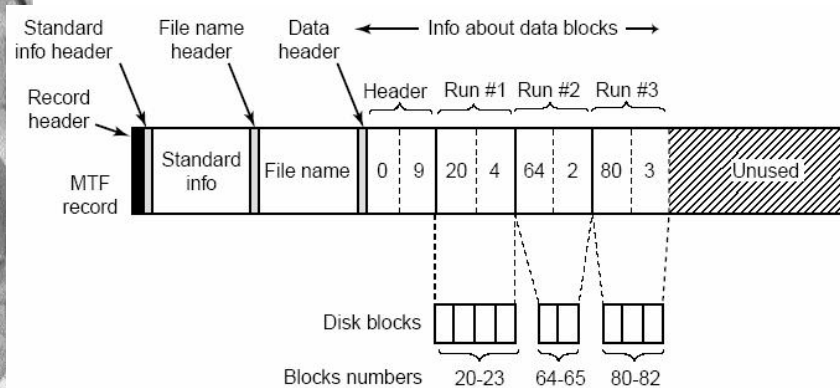 Standard info header
File name header
Data header
Info about data blocks
Header
Run #1
Run #2
Run #3
Record header
MTF record
Standard info
File name
0 9 20 4 64 2 80 3
Unused
Disk blocks
Blocks numbers 20-23 64-65 80-82